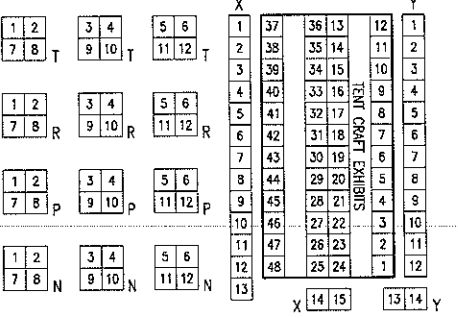 1 2 3 4 5 6
7 8 T 9 10 T 11 12 T
1 2 3 4 5 6
7 8 R 9 10 R 11 12 R
1 2 3 4 5 6
7 8 P 9 10 P 11 12 P
1 2 3 4 5 6
7 8 N 9 10 N 11 12 N
X Y
1 37 36 13 12 1
2 38 35 14 11 2
3 39 34 15 10 3
4 40 33 16 9 4
5 41 32 17 8 5
6 42 31 18 7 6
7 43 30 19 6 7
8 44 29 20 5 8
9 45 28 21 4 9
10 46 27 22 3 10
11 47 26 23 2 11
12 48 25 24 1 12
13
TENT CRAFT EXHIBITS
X 14 15 13 14 Y